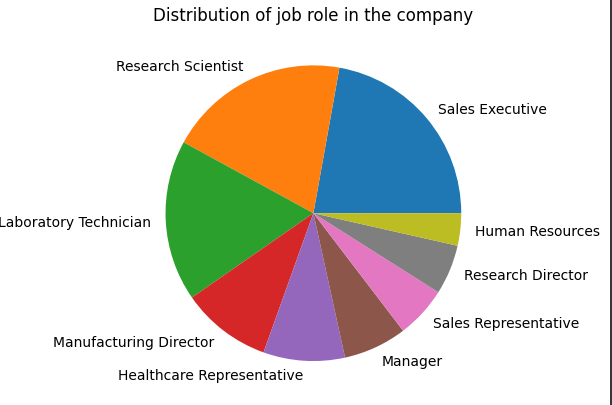 Distribution of job role in the company
Research Scientist
Sales Executive
Laboratory Technician
Human Resources
Research Director
Sales Representative
Manufacturing Director
Manager
Healthcare Representative